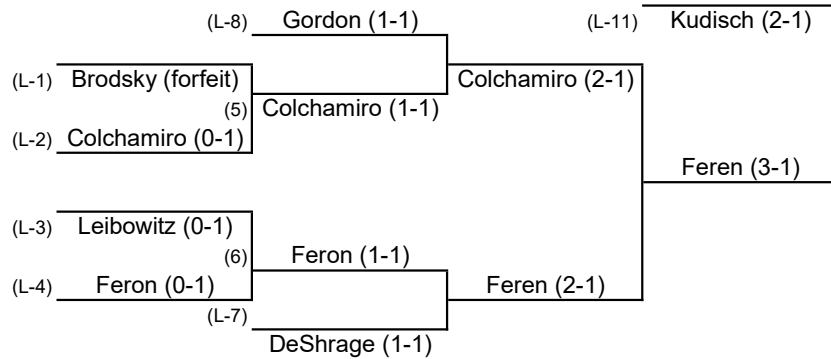 (L-8) Gordon (1-1)
(L-11) Kudisch (2-1)
(L-1) Brodsky (forfeit)
Colchamiro (2-1)
(5) Colchamiro (1-1)
(L-2) Colchamiro (0-1)
Feren (3-1)
(L-3) Leibowitz (0-1)
(6) Feron (1-1)
(L-4) Feron (0-1)
Feren (2-1)
(L-7) DeShrage (1-1)